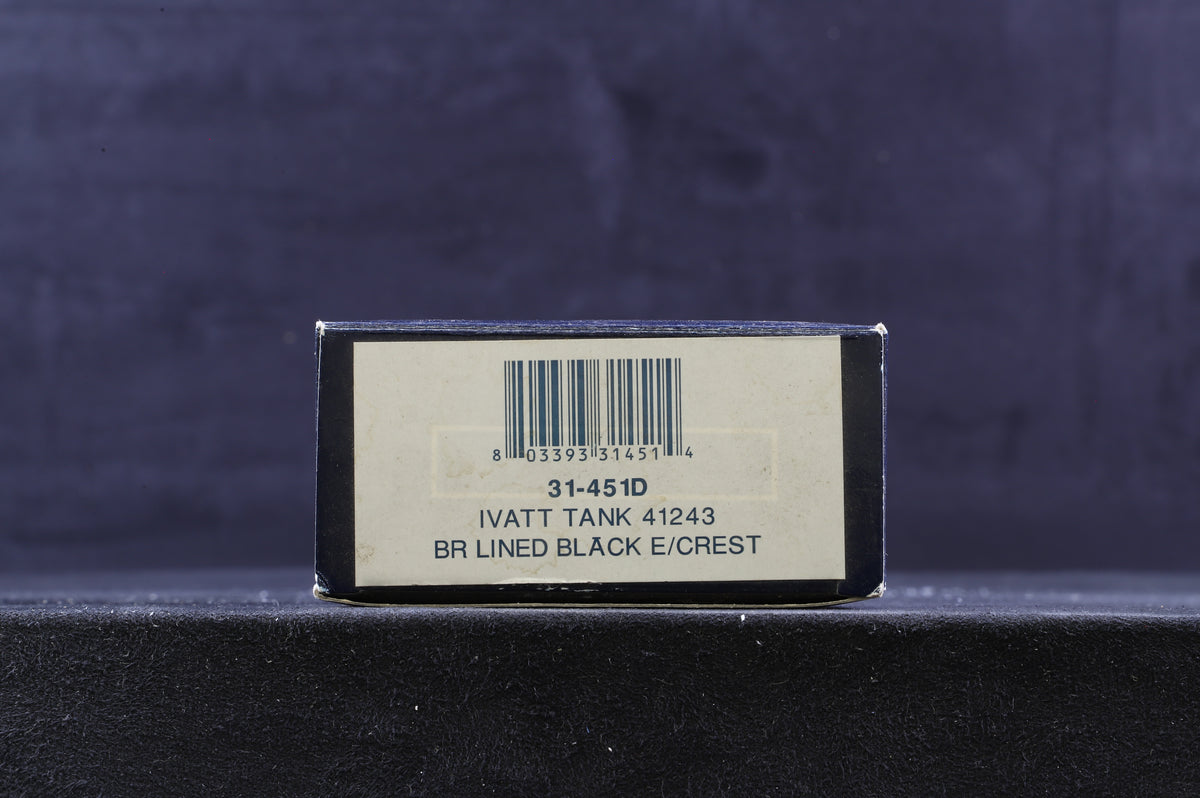 8 03393 31451 4
31-451D
IVATT TANK 41243
BR LINED BLACK E/CREST